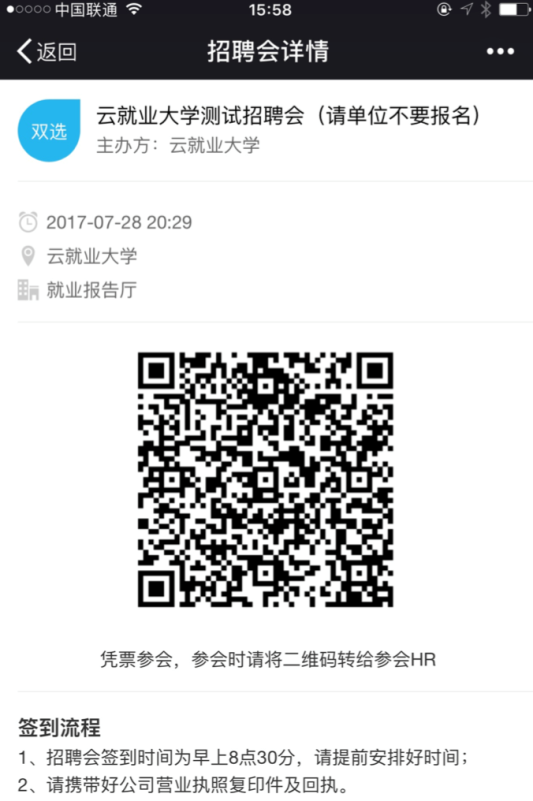 中国联通 15:58
返回 招聘会详情
双选
云就业大学测试招聘会（请单位不要报名）
主办方：云就业大学
2017-07-28 20:29
云就业大学
就业报告厅
凭票参会，参会时请将二维码转给参会HR
签到流程
1、招聘会签到时间为早上8点30分，请提前安排好时间；
2、请携带好公司营业执照复印件及回执。